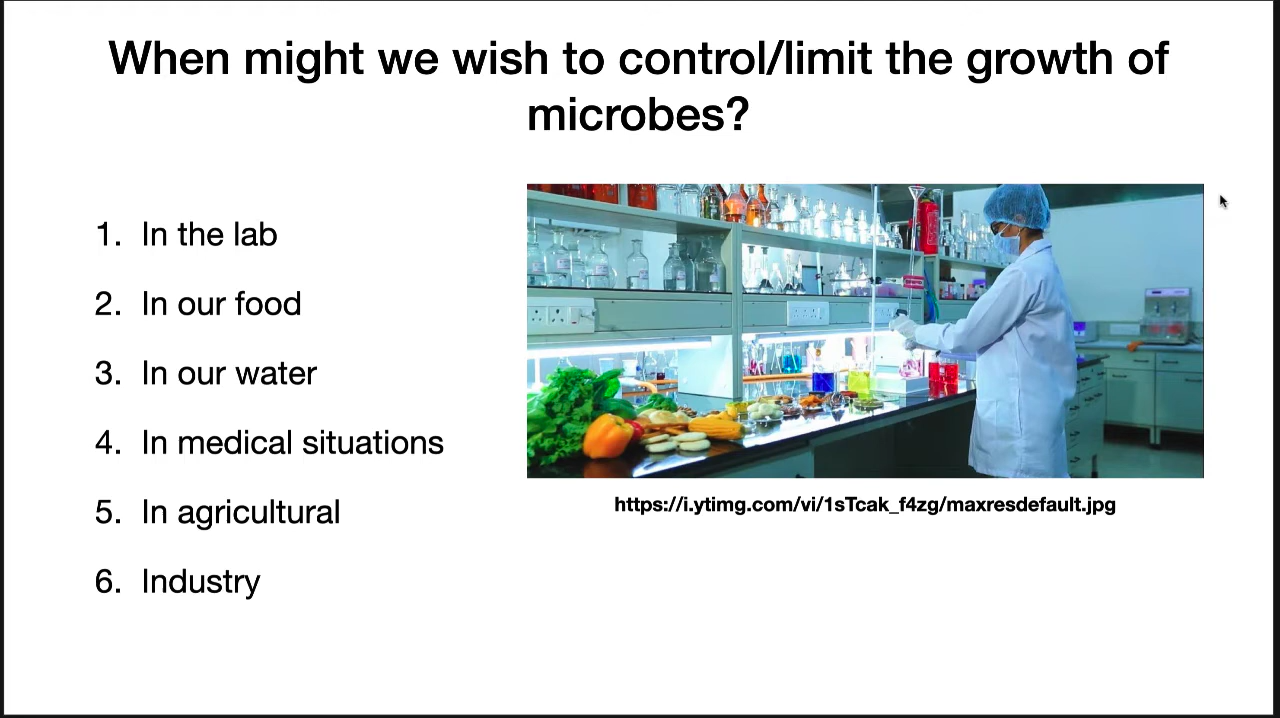 When might we wish to control/limit the growth of
microbes?
1. In the lab
2. In our food
3. In our water
4. In medical situations
5. In agricultural
6. Industry
https://i.ytimg.com/vi/1sTcak_f4zg/maxresdefault.jpg